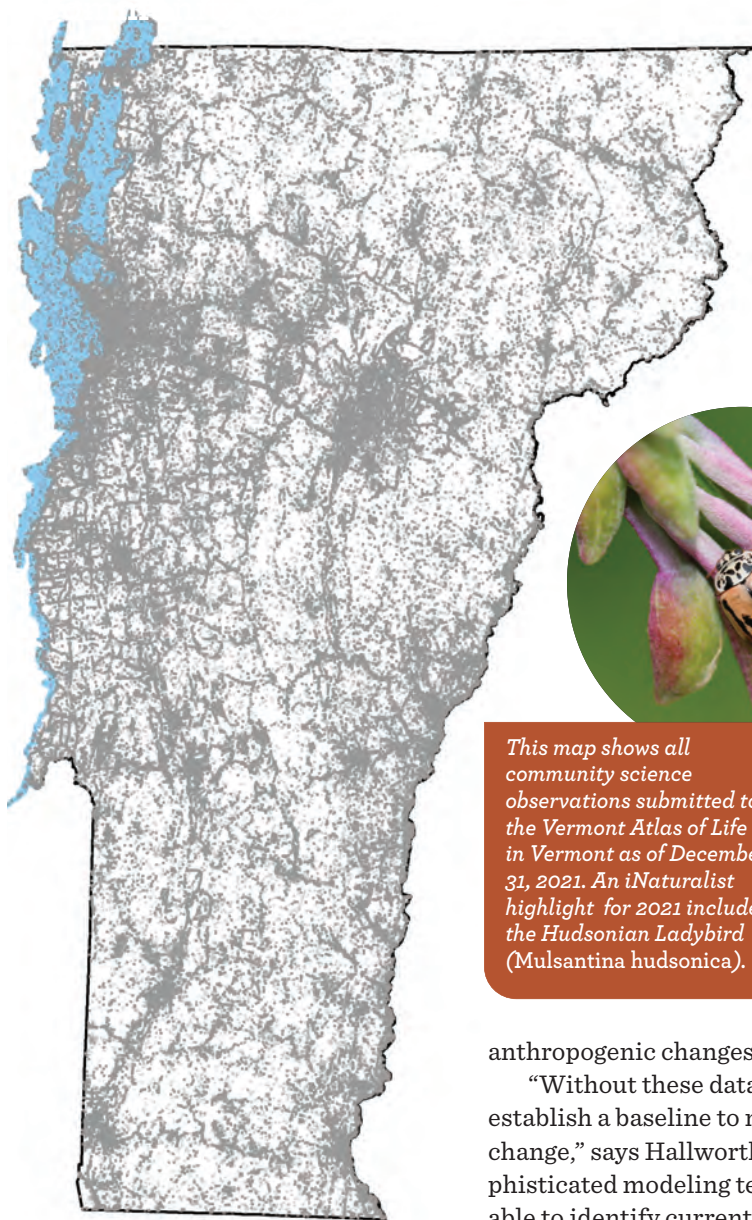 This map shows all
community science
observations submitted to
the Vermont Atlas of Life
in Vermont as of Decembe
31, 2021. An iNaturalist
highlight for 2021 include
the Hudsonian Ladybird
(Mulsantina hudsonica).
anthropogenic changes
“Without these data
establish a baseline to
change,” says Hallworth
phisticated modeling te
able to identify current